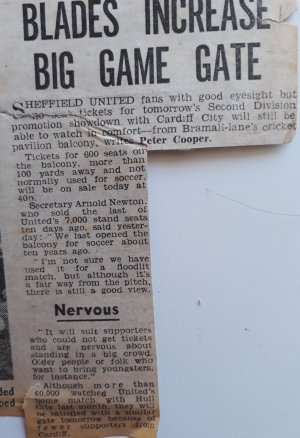 BLADES INCREASE
BIG GAME GATE
SHEFFIELD UNITED fans with good eyesight but
tickets for tomorrow's Second Division
promotion showdown with Cardiff City will still be
able to watch in comfort—from Bramall-lane's cricket
pavilion balcony, writes Peter Cooper.
Tickets for 600 seats on
the balcony, more than
100 yards away and not
normally used for soccer,
will be on sale today at
40p.
Secretary Arnold Newton,
who sold the last of
United's 7,000 stand seats
ten days ago, said yester-
day: "We last opened the
balcony for soccer about
ten years ago.
"I'm not sure we have
used it for a floodlit
match, but although it's
a fair way from the pitch,
there is still a good view.
Nervous
"It will suit supporters
who could not get tickets
and are nervous about
standing in a big crowd.
Older people or folk who
want to bring youngsters,
for instance."
Although more than
40,000 watched United's
home match with Hull
City last month, they will
be satisfied with a similar
gate tomorrow because of
fewer supporters from
Cardiff.
ded
bed